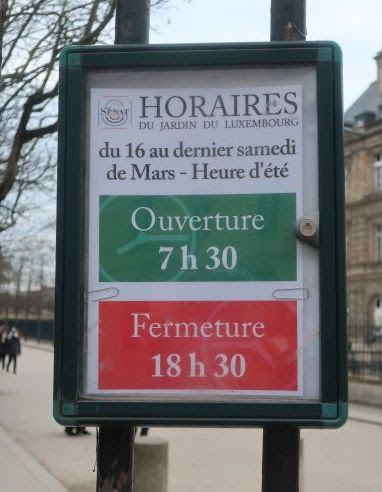 SÉNAT
HORAIRES
DU JARDIN DU LUXEMBOURG
du 16 au dernier samedi
de Mars - Heure d'été
Ouverture
7 h 30
Fermeture
18 h 30